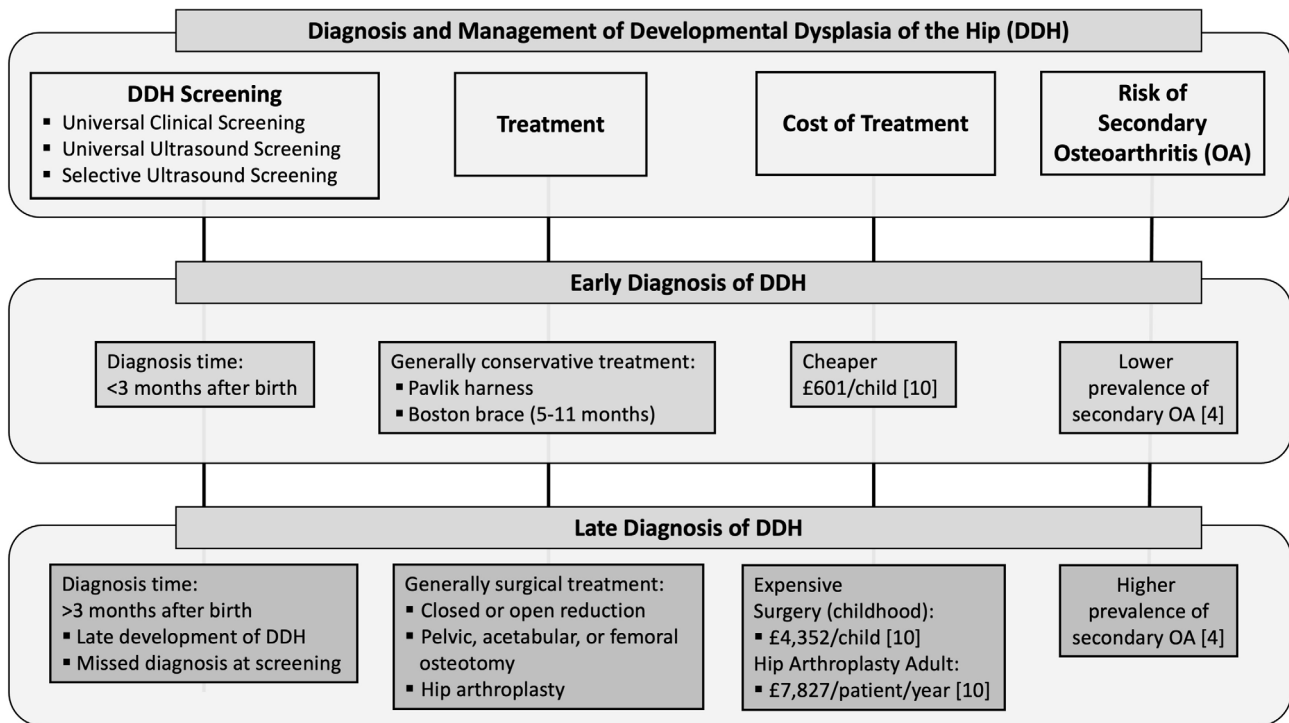 Diagnosis and Management of Developmental Dysplasia of the Hip (DDH)
DDH Screening
▪ Universal Clinical Screening
▪ Universal Ultrasound Screening
▪ Selective Ultrasound Screening
Treatment
Cost of Treatment
Risk of
Secondary
Osteoarthritis (OA)
Early Diagnosis of DDH
Diagnosis time:
<3 months after birth
Generally conservative treatment:
▪ Pavlik harness
▪ Boston brace (5-11 months)
Cheaper
£601/child [10]
Lower
prevalence of
secondary OA [4]
Late Diagnosis of DDH
Diagnosis time:
>3 months after birth
▪ Late development of DDH
▪ Missed diagnosis at screening
Generally surgical treatment:
▪ Closed or open reduction
▪ Pelvic, acetabular, or femoral
osteotomy
▪ Hip arthroplasty
Expensive
Surgery (childhood):
▪ £4,352/child [10]
Hip Arthroplasty Adult:
▪ £7,827/patient/year [10]
Higher
prevalence of
secondary OA [4]